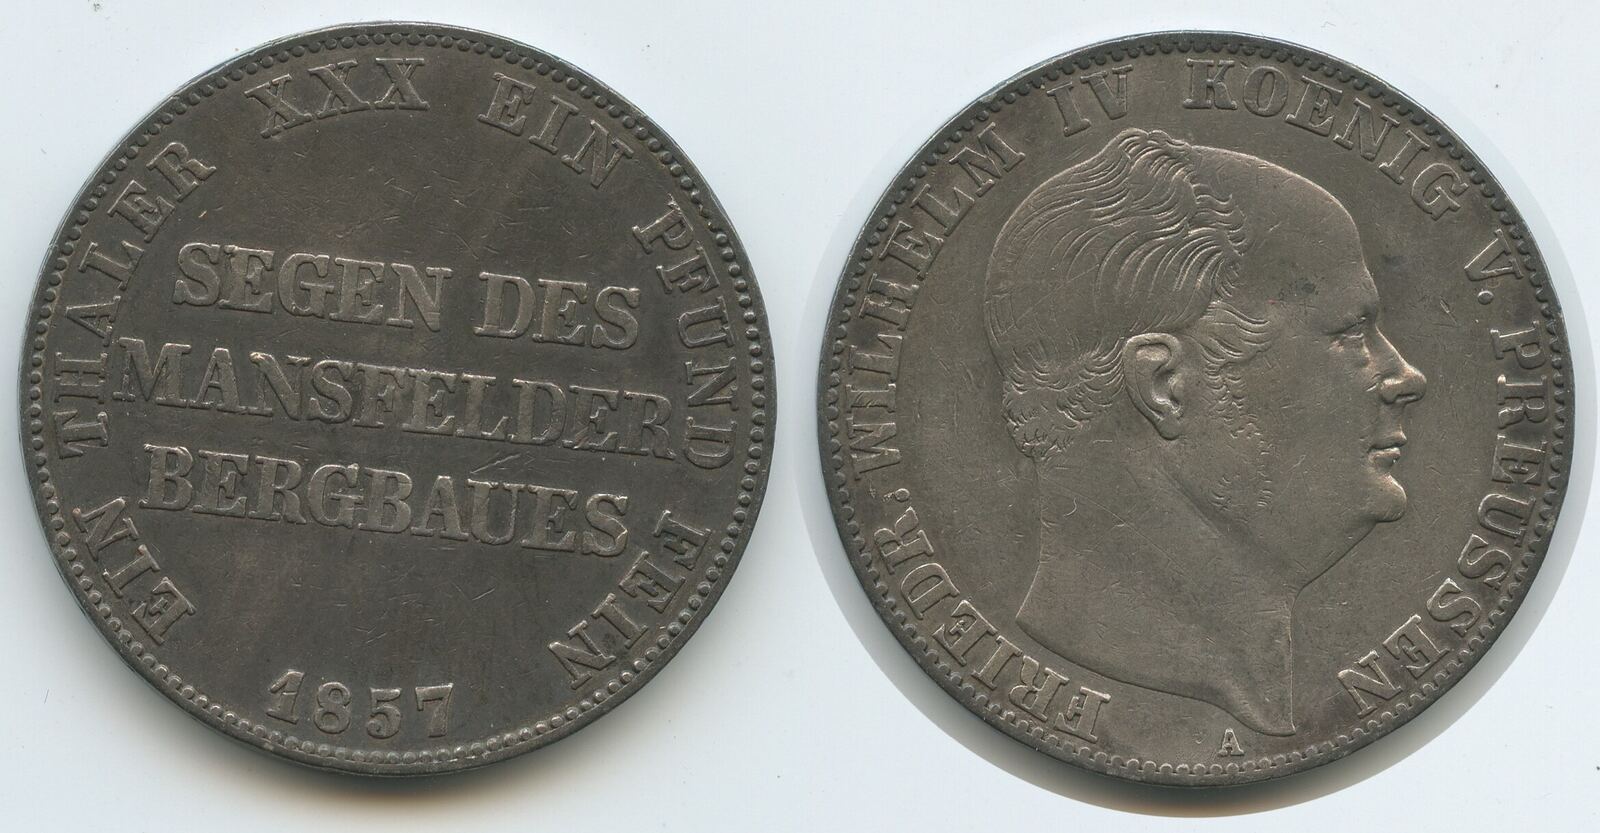 EIN THALER XXX EIN PFUND FEIN
SEGEN DES
MANSFELDER
BERGBAUES
1857
FRIEDR. WILHELM IV KOENIG V. PREUSSEN
A